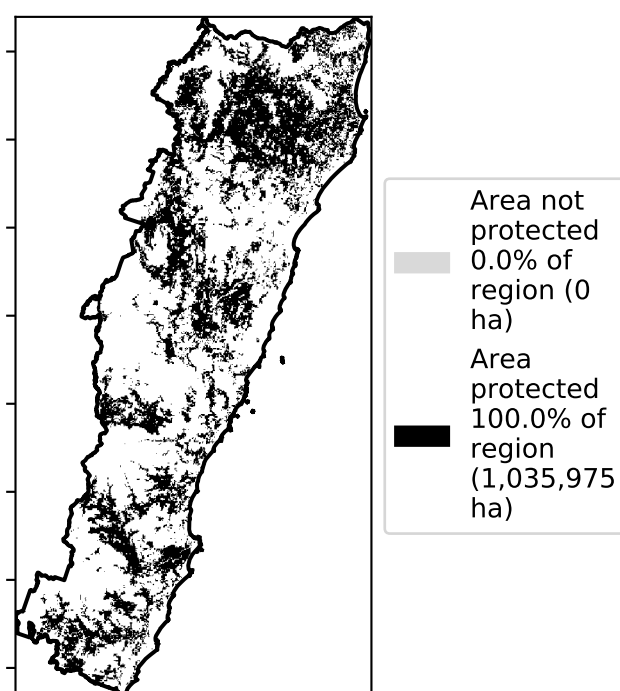 Area not
protected
0.0% of
region (0
ha)
Area
protected
100.0% of
region
(1,035,975
ha)